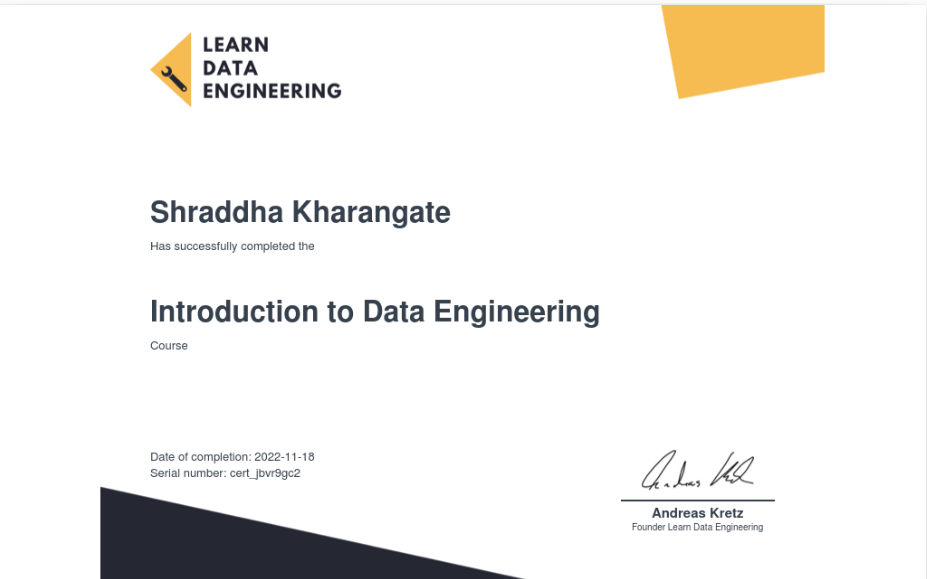 LEARN
DATA
ENGINEERING
Shraddha Kharangate
Has successfully completed the
Introduction to Data Engineering
Course
Date of completion: 2022-11-18
Serial number: cert_jbvr9gc2
Andreas Kretz
Andreas Kretz
Founder Learn Data Engineering